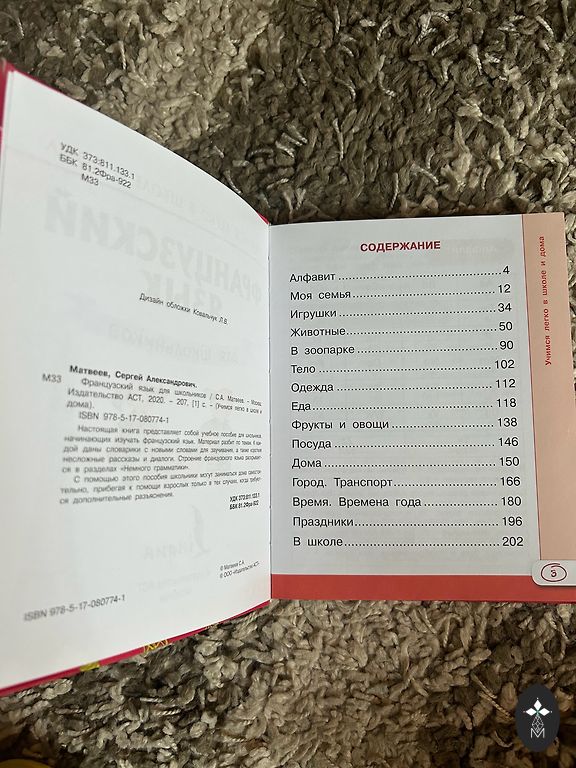 УДК 373:811.133.1
ББК 81.2Фра-922
М33
Дизайн обложки Ковальчук Л.В.
Матвеев, Сергей Александрович.
М33 Французский язык для школьников / С.А. Матвеев. – Москва:
Издательство АСТ, 2020. – 207, [1] с. – (Учимся легко в школе и
дома).
ISBN 978-5-17-080774-1
Настоящая книга представляет собой учебное пособие для школьников,
начинающих изучать французский язык. Материал разбит по темам. К каж-
дой даны словарики с новыми словами для заучивания, а также короткие
несложные рассказы и диалоги. Строение французского языка раскрывает-
ся в разделах «Немного грамматики».
С помощью этого пособия школьники могут заниматься дома самостоя-
тельно, прибегая к помощи взрослых только в тех случаях, когда требуют-
ся дополнительные разъяснения.
УДК 373:811.133.1
ББК 81.2Фра-922
© Матвеев С.А.
© ООО «Издательство АСТ»
ISBN 978-5-17-080774-1
СОДЕРЖАНИЕ
Алфавит 4
Моя семья 12
Игрушки 34
Животные 50
В зоопарке 90
Тело 102
Одежда 112
Еда 118
Фрукты и овощи 138
Посуда 146
Дома 150
Город. Транспорт 166
Время. Времена года 180
Праздники 196
В школе 202
Учимся легко в школе и дома
3
ФРАНЦУЗСКИЙ
ЯЗЫК
М